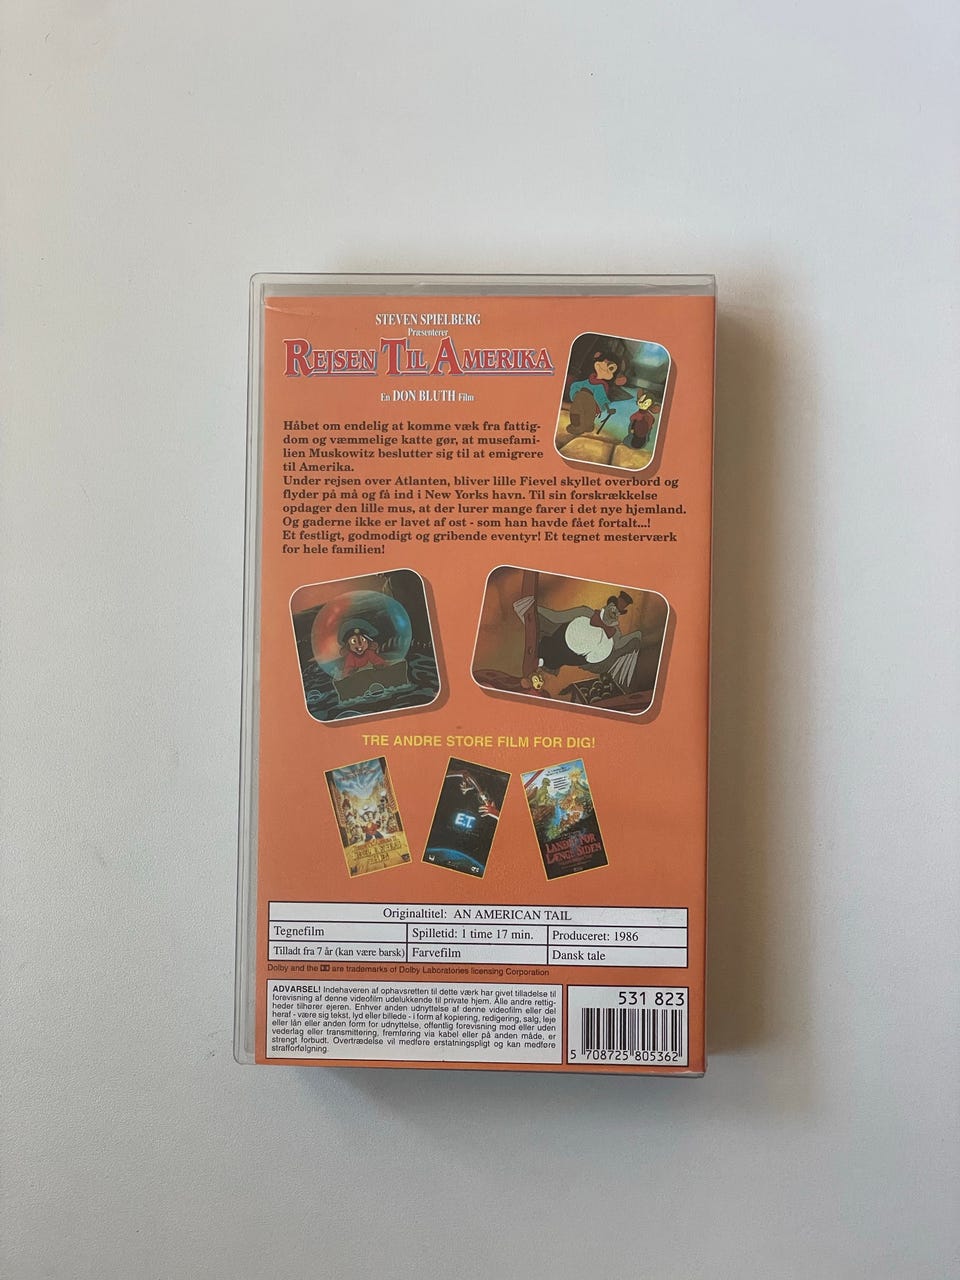 STEVEN SPIELBERG
Præsenterer
REJSEN TIL AMERIKA
En DON BLUTH Film
Håbet om endelig at komme væk fra fattig-
dom og væmmelige katte gør, at musefami-
lien Muskowitz beslutter sig til at emigrere
til Amerika.
Under rejsen over Atlanten, bliver lille Fievel skyllet overbord og
flyder på må og få ind i New Yorks havn. Til sin forskrækkelse
opdager den lille mus, at der lurer mange farer i det nye hjemland.
Og gaderne ikke er lavet af ost - som han havde fået fortalt...!
Et festligt, godmodigt og gribende eventyr! Et tegnet mesterværk
for hele familien!
TRE ANDRE STORE FILM FOR DIG!
E.T.
LANDET FOR
LÆNGE SIDEN
Originaltitel: AN AMERICAN TAIL
Tegnefilm
Spilletid: 1 time 17 min.
Produceret: 1986
Tilladt fra 7 år (kan være barsk)
Farvefilm
Dansk tale
Dolby and the DD are trademarks of Dolby Laboratories licensing Corporation
ADVARSEL! Indehaveren af ophavsretten til dette værk har givet tilladelse til
forevisning af denne videofilm udelukkende til private hjem. Alle andre rettig-
heder tilhører ejeren. Enhver anden udnyttelse af denne videofilm eller del
heraf - være sig tekst, lyd eller billede - i form af kopiering, redigering, salg, leje
eller lån eller anden form for udnyttelse, offentlig forevisning mod eller uden
vederlag eller transmittering, fremføring via kabel eller på anden måde, er
strengt forbudt. Overtrædelse vil medføre erstatningspligt og kan medføre
strafforfølgning.
531 823
5 708725 805362